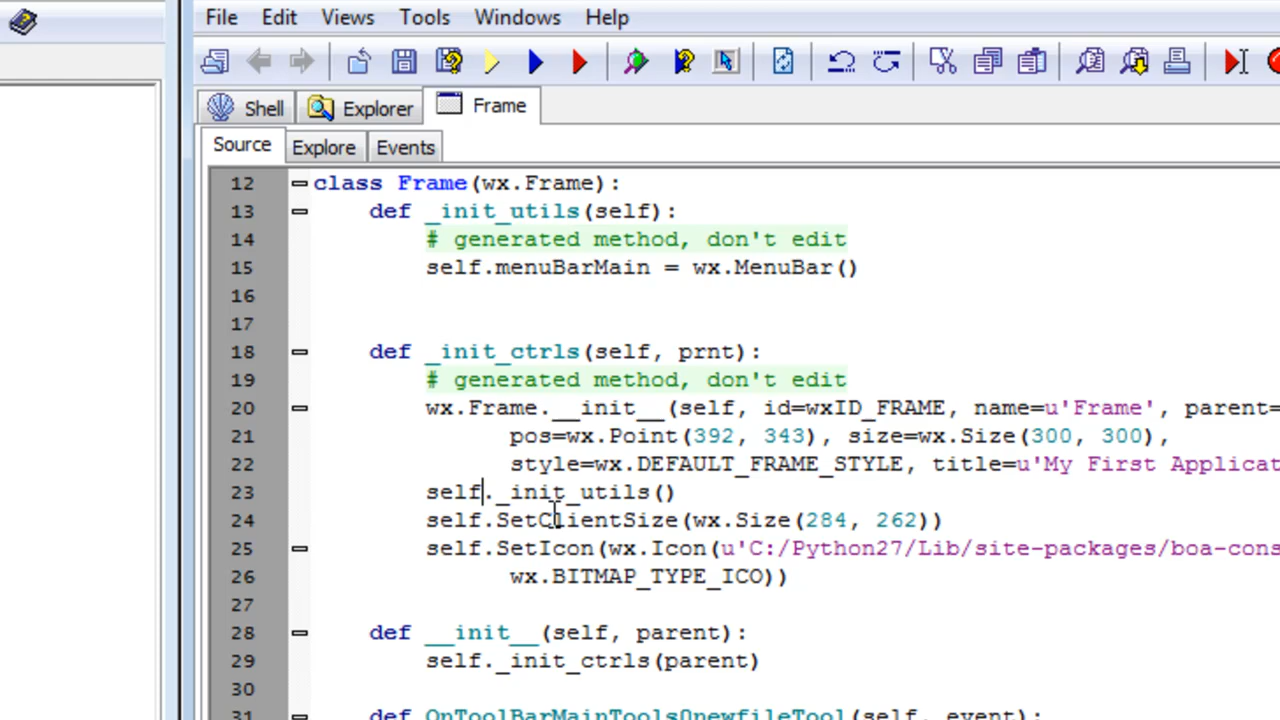 File Edit Views Tools Windows Help
Shell Explorer Frame
Source Explore Events
12 class Frame(wx.Frame):
13 def _init_utils(self):
14 # generated method, don't edit
15 self.menuBarMain = wx.MenuBar()
16
17
18 def _init_ctrls(self, prnt):
19 # generated method, don't edit
20 wx.Frame.__init__(self, id=wxID_FRAME, name=u'Frame', parent=
21 pos=wx.Point(392, 343), size=wx.Size(300, 300),
22 style=wx.DEFAULT_FRAME_STYLE, title=u'My First Applicat
23 self._init_utils()
24 self.SetClientSize(wx.Size(284, 262))
25 self.SetIcon(wx.Icon(u'C:/Python27/Lib/site-packages/boa-cons
26 wx.BITMAP_TYPE_ICO))
27
28 def __init__(self, parent):
29 self._init_ctrls(parent)
30
31 def OnToolBarMainTools0newfileTool(self, event):